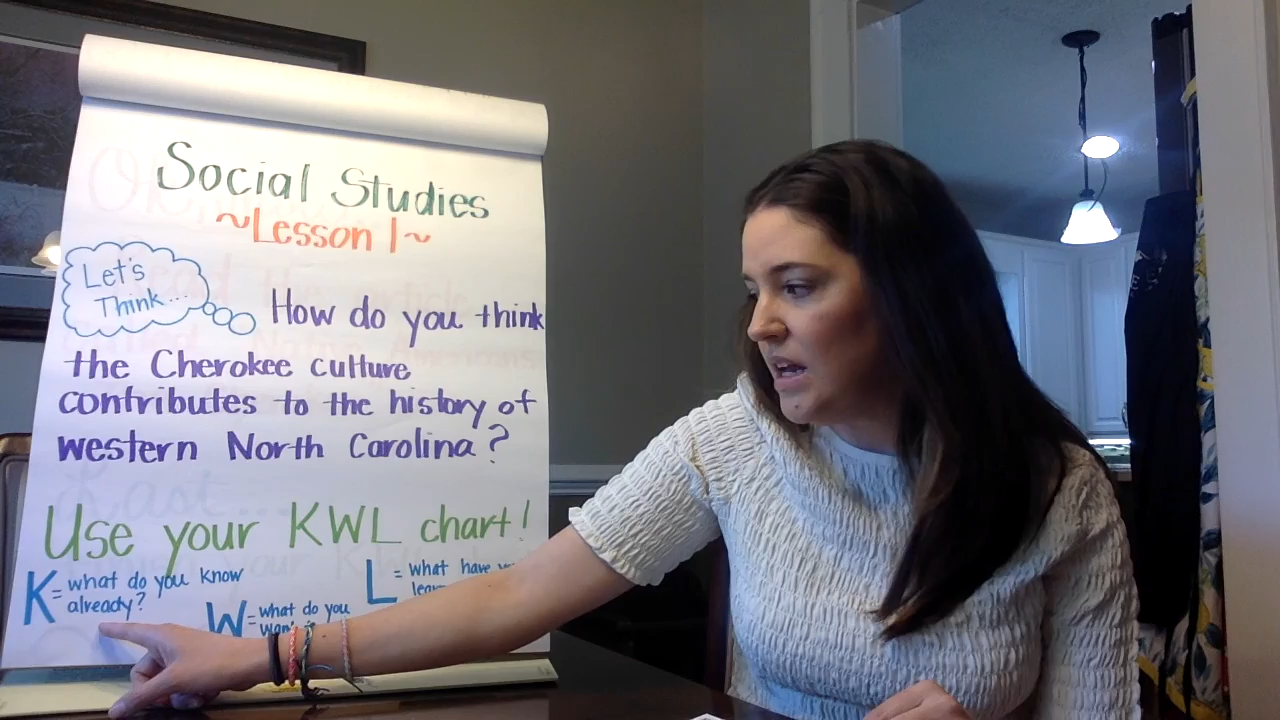 Social Studies
~Lesson 1~
Let's
Think...
How do you think
the Cherokee culture
contributes to the history of
western North Carolina?
Use your KWL chart!
K = what do you know
already?
W = what do you
L = what have